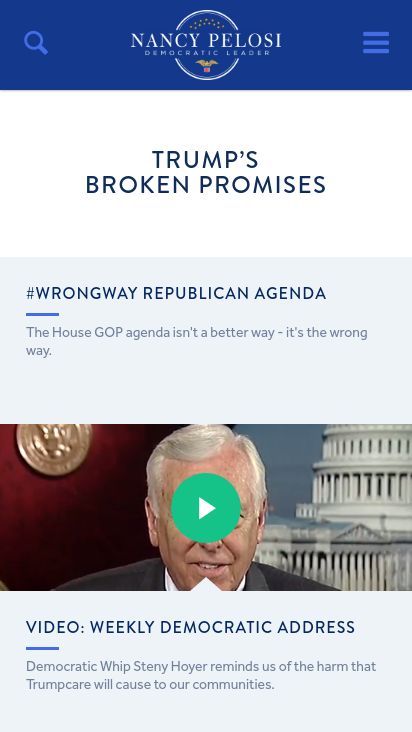 NANCY PELOSI
DEMOCRATIC LEADER
TRUMP'S
BROKEN PROMISES
#WRONGWAY REPUBLICAN AGENDA
The House GOP agenda isn't a better way - it's the wrong
way.
VIDEO: WEEKLY DEMOCRATIC ADDRESS
Democratic Whip Steny Hoyer reminds us of the harm that
Trumpcare will cause to our communities.